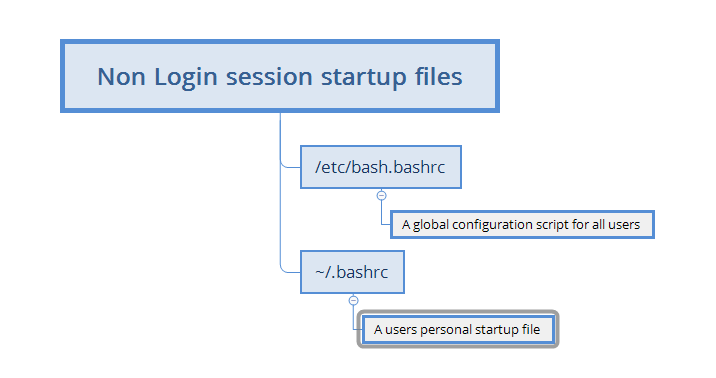 Non Login session startup files
/etc/bash.bashrc
A global configuration script for all users
~/.bashrc
A users personal startup file